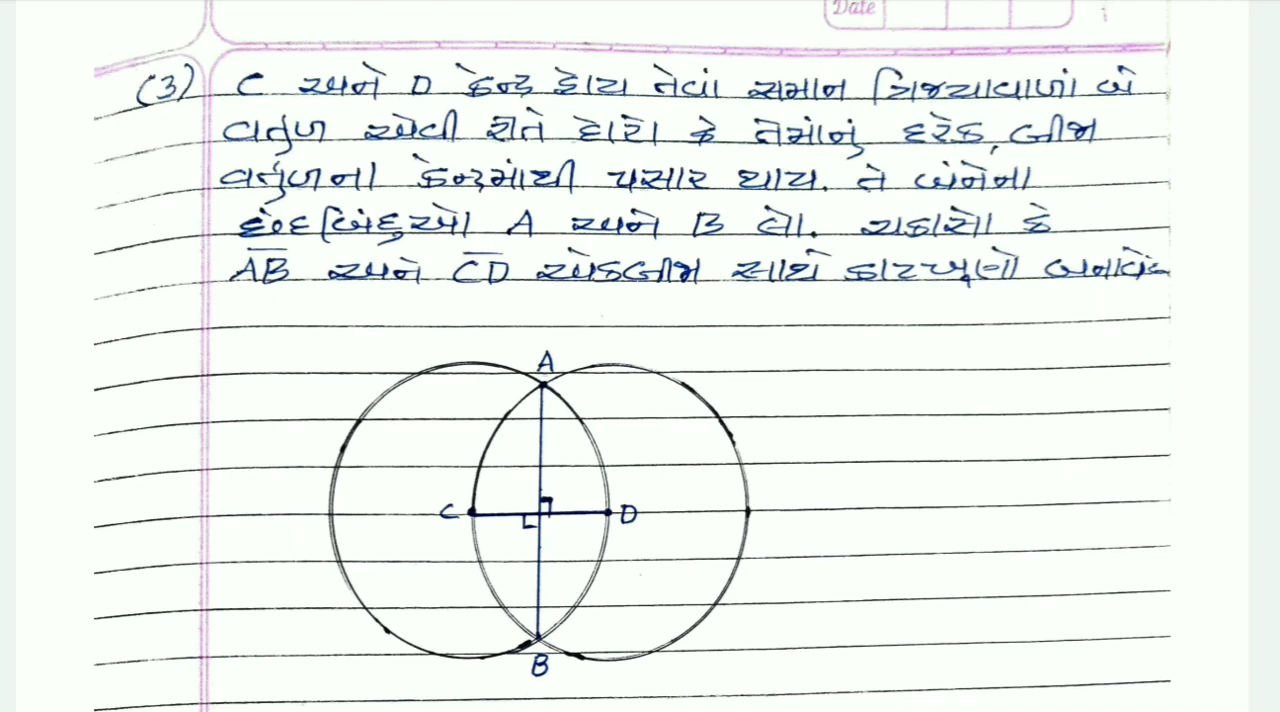 Date
(3) C અને D કેન્દ્ર હોય તેવાં સમાન ત્રિજ્યાવાળાં બે
વર્તુળ એવી રીતે દોરો કે તેમાંનું દરેક, બીજા
વર્તુળના કેન્દ્રમાંથી પસાર થાય. તે બંનેના
છેદબિંદુઓ A અને B લો. ચકાસો કે
AB અને CD એકબીજા સાથે કાટખૂણો બનાવે છે
A
C D
B